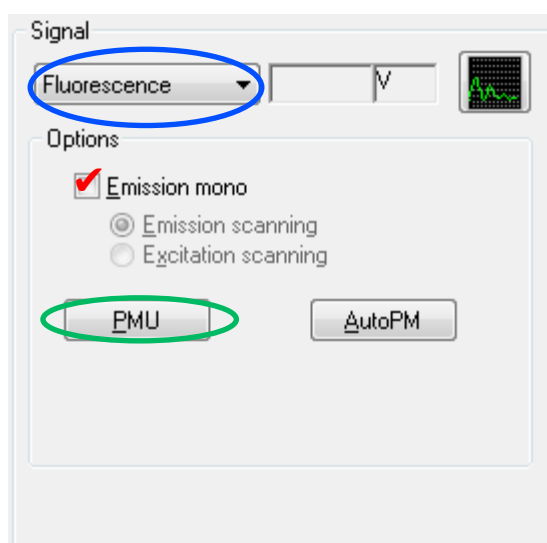 Signal
Fluorescence V
Options
Emission mono
Emission scanning
Excitation scanning
PMU AutoPM